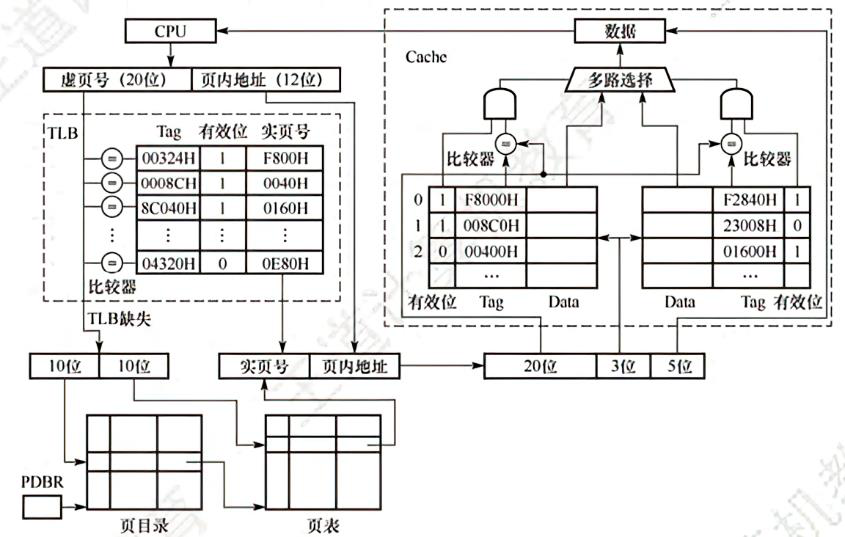 CPU
数据
Cache
虚页号（20位） 页内地址（12位）
多路选择
TLB
Tag 有效位 实页号
= 00324H 1 F800H
= 0008CH 1 0040H
= 8C040H 1 0160H
⋮ ⋮ ⋮ ⋮
= 04320H 0 0E80H
比较器
= =
比较器 比较器
0 1 F8000H F2840H 1
1 1 008C0H 23008H 0
2 0 00400H 01600H 1
… …
有效位 Tag Data Data Tag 有效位
TLB缺失
10位 10位
实页号 页内地址
20位 3位 5位
PDBR
页目录 页表